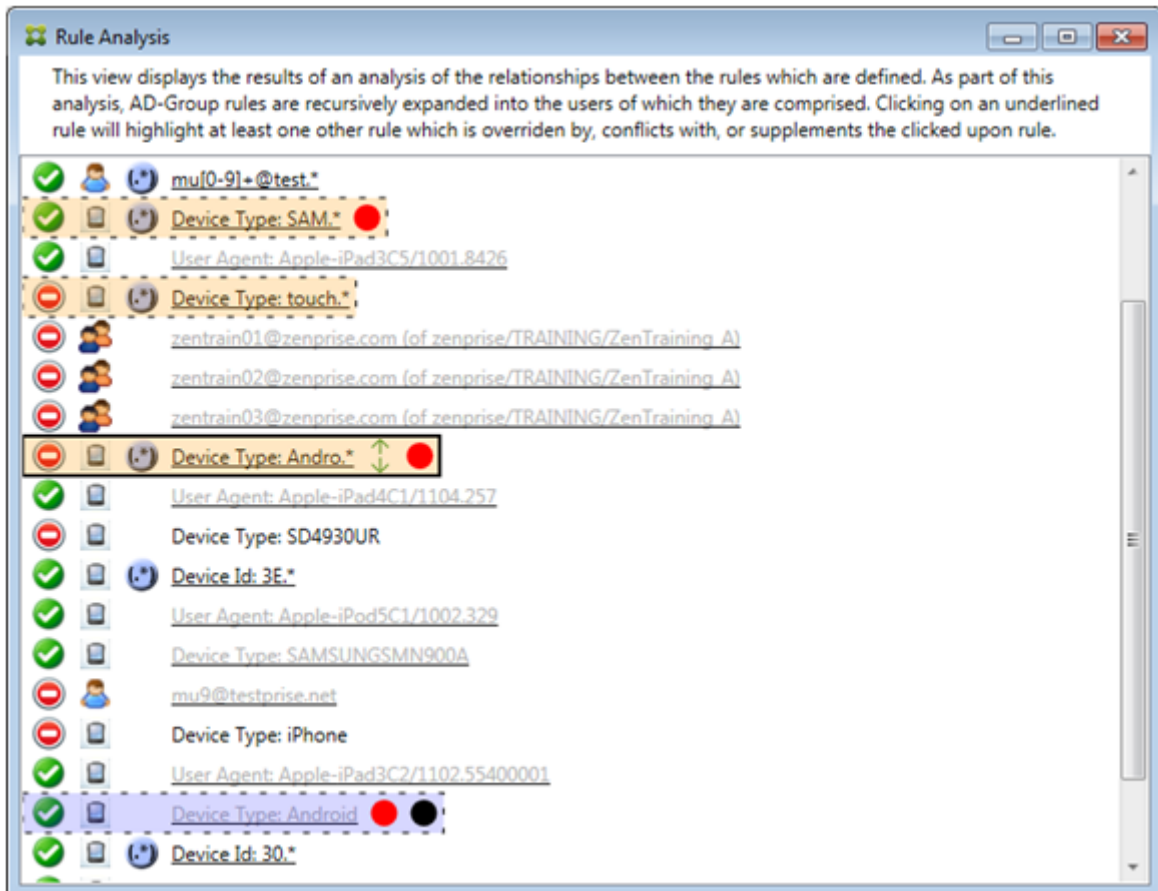 Rule Analysis
This view displays the results of an analysis of the relationships between the rules which are defined. As part of this
analysis, AD-Group rules are recursively expanded into the users of which they are comprised. Clicking on an underlined
rule will highlight at least one other rule which is overriden by, conflicts with, or supplements the clicked upon rule.
(.*) mu[0-9]+@test.*
(.*) Device Type: SAM.*
User Agent: Apple-iPad3C5/1001.8426
(.*) Device Type: touch.*
zentrain01@zenprise.com (of zenprise/TRAINING/ZenTraining A)
zentrain02@zenprise.com (of zenprise/TRAINING/ZenTraining A)
zentrain03@zenprise.com (of zenprise/TRAINING/ZenTraining A)
(.*) Device Type: Andro.*
User Agent: Apple-iPad4C1/1104.257
Device Type: SD4930UR
(.*) Device Id: 3E.*
User Agent: Apple-iPod5C1/1002.329
Device Type: SAMSUNGSMN900A
mu9@testprise.net
Device Type: iPhone
User Agent: Apple-iPad3C2/1102.55400001
Device Type: Android
(.*) Device Id: 30.*